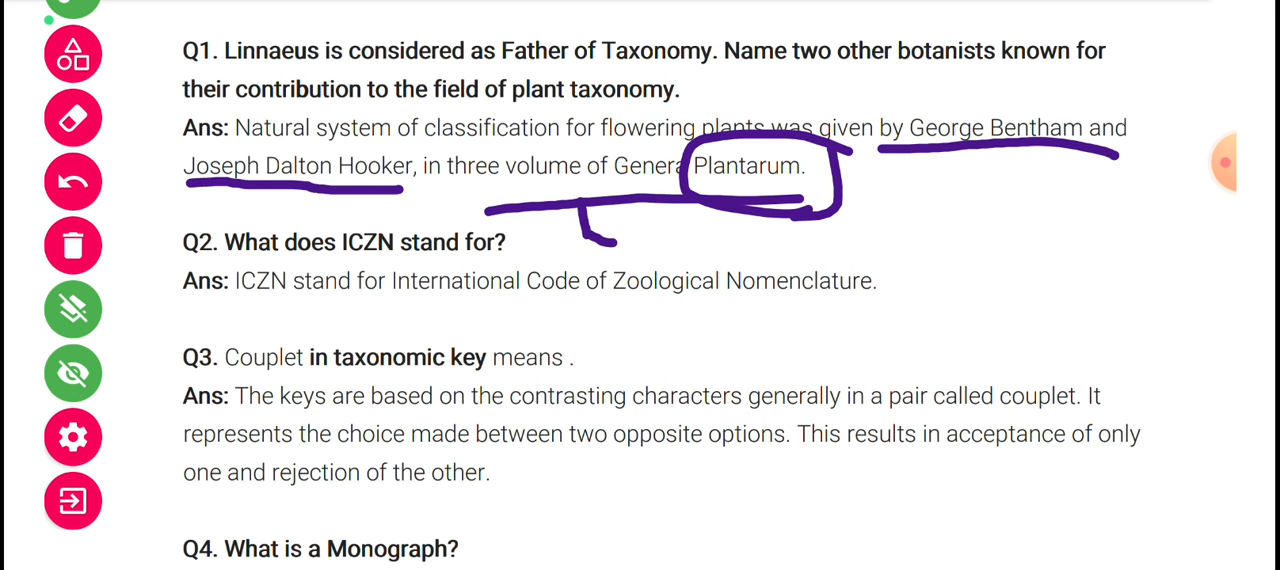 Q1. Linnaeus is considered as Father of Taxonomy. Name two other botanists known for
their contribution to the field of plant taxonomy.
Ans: Natural system of classification for flowering plants was given by George Bentham and
Joseph Dalton Hooker, in three volume of Genera Plantarum.
Q2. What does ICZN stand for?
Ans: ICZN stand for International Code of Zoological Nomenclature.
Q3. Couplet in taxonomic key means .
Ans: The keys are based on the contrasting characters generally in a pair called couplet. It
represents the choice made between two opposite options. This results in acceptance of only
one and rejection of the other.
Q4. What is a Monograph?